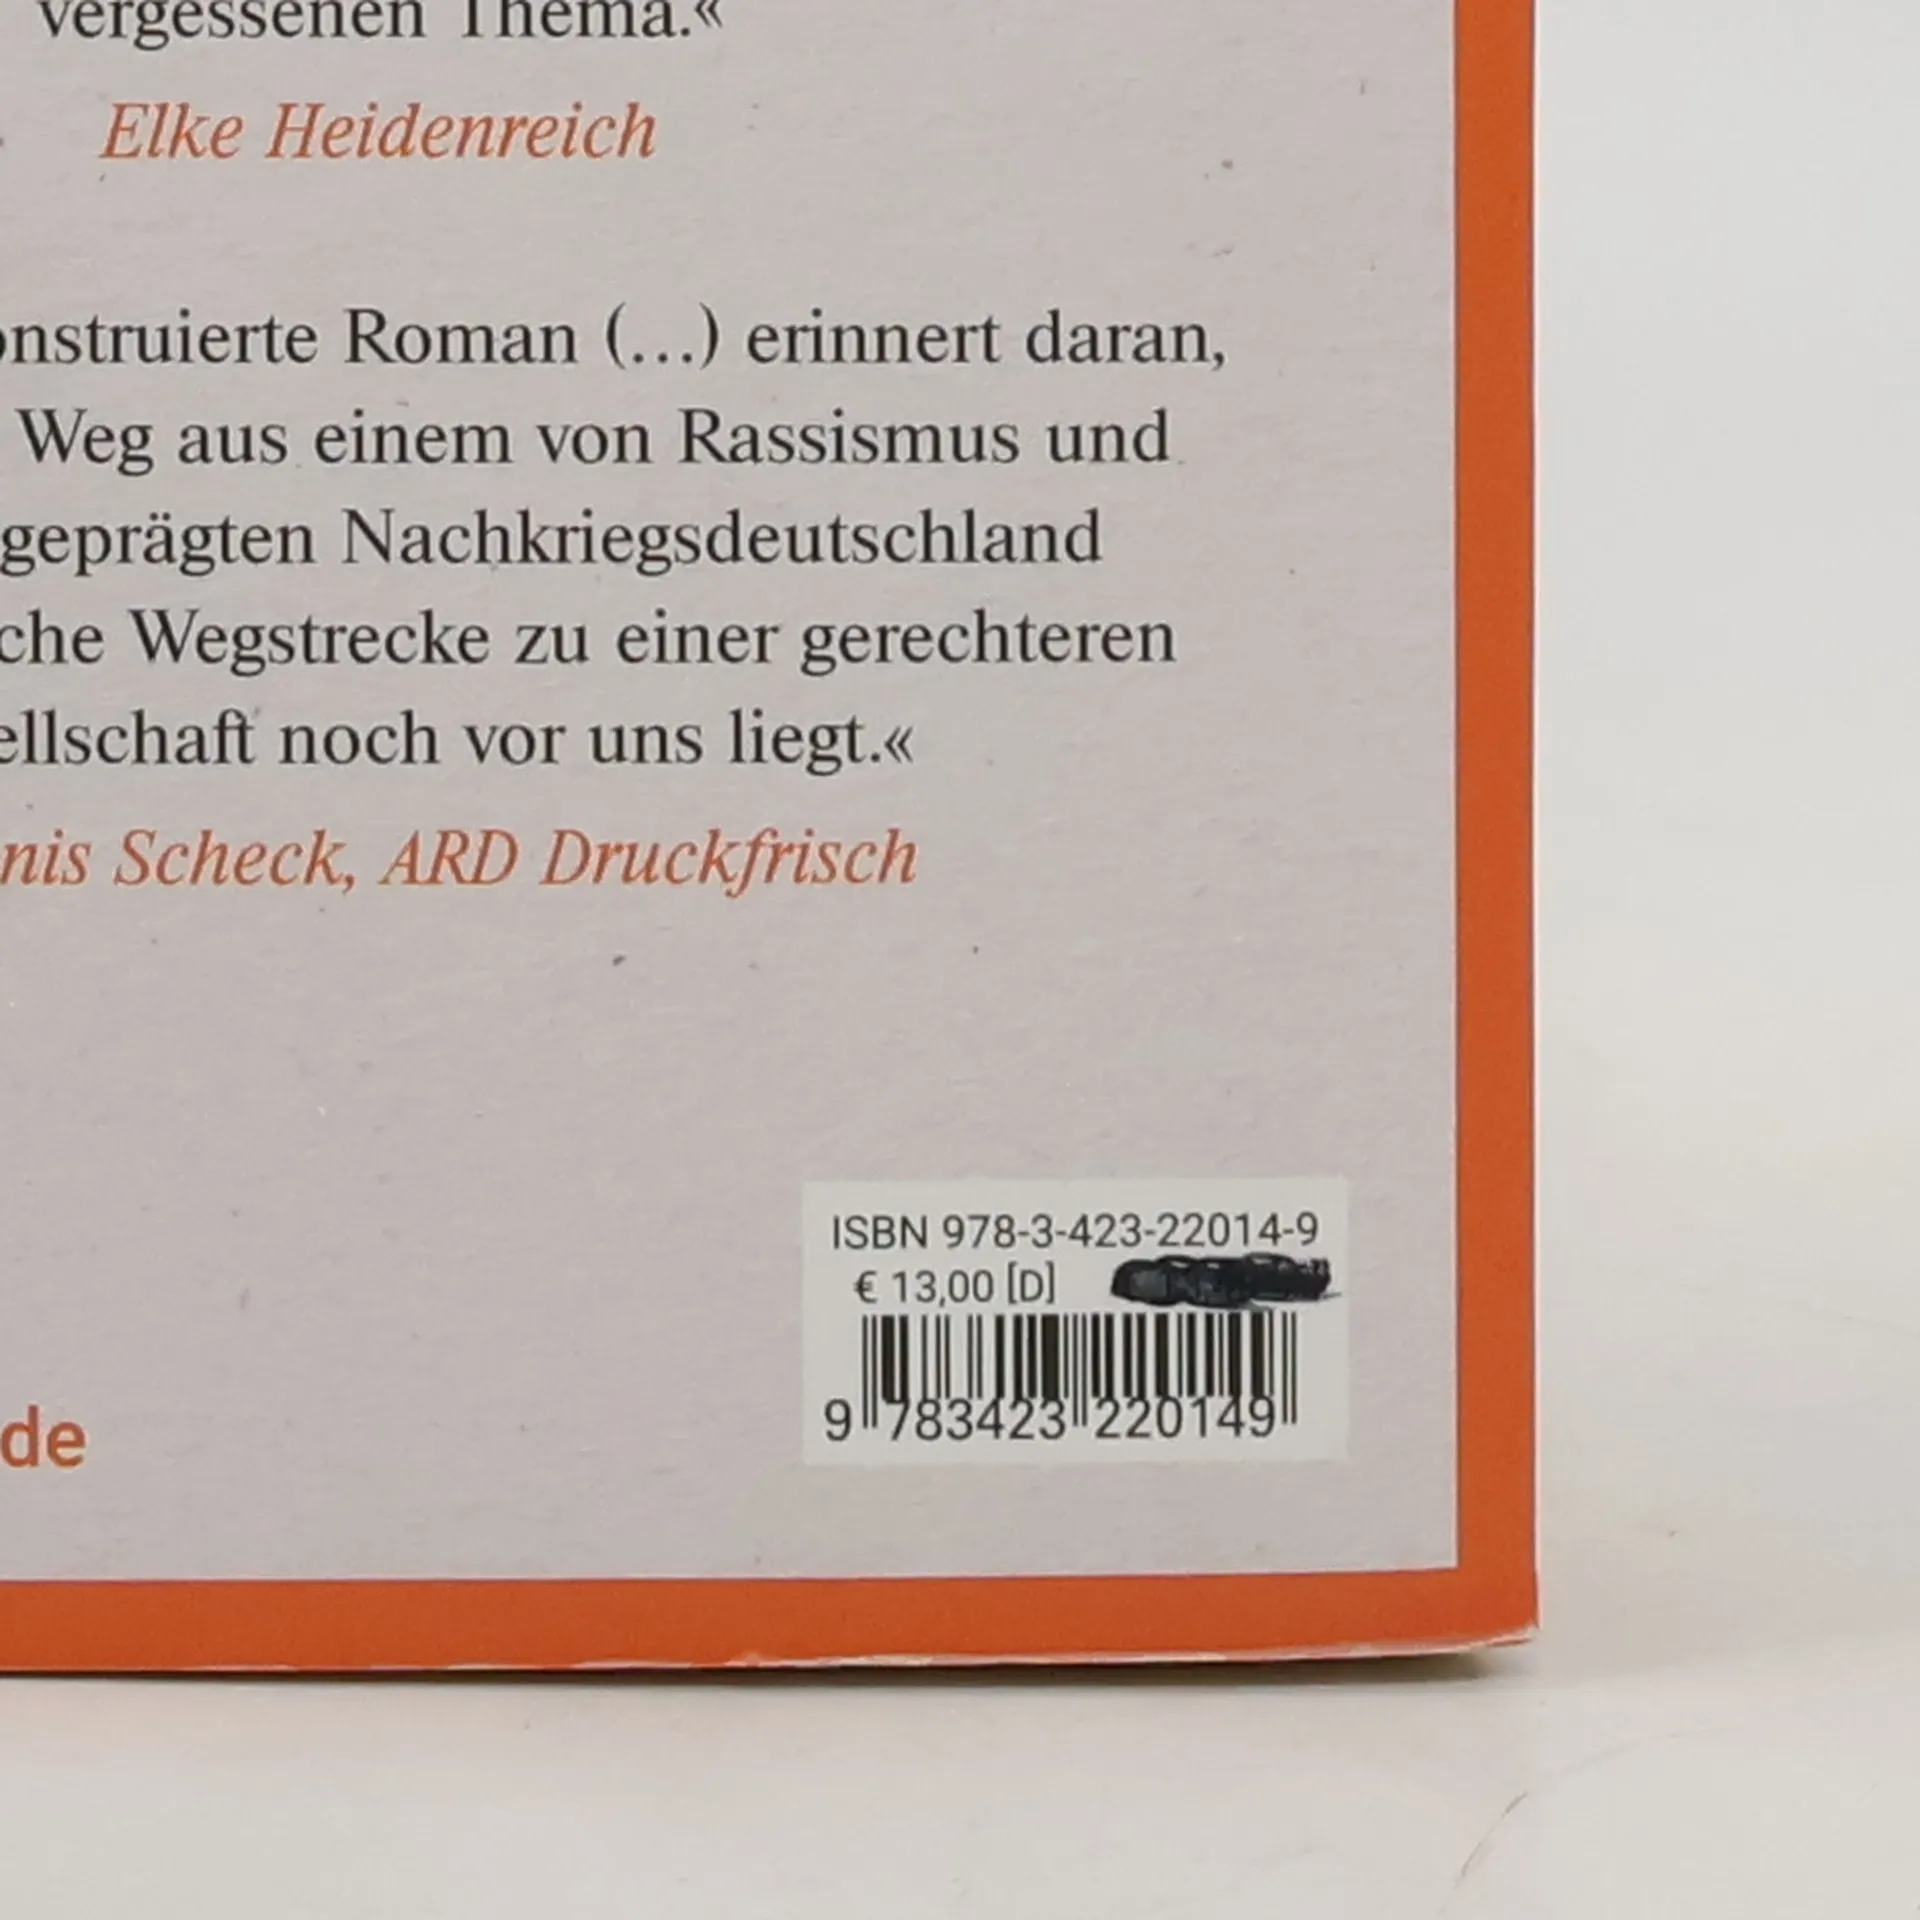 vergessenen Thema.«
Elke Heidenreich
onstruierte Roman (…) erinnert daran,
Weg aus einem von Rassismus und
geprägten Nachkriegsdeutschland
che Wegstrecke zu einer gerechteren
ellschaft noch vor uns liegt.«
nis Scheck, ARD Druckfrisch
ISBN 978-3-423-22014-9
€ 13,00 [D]
9 783423 220149
de